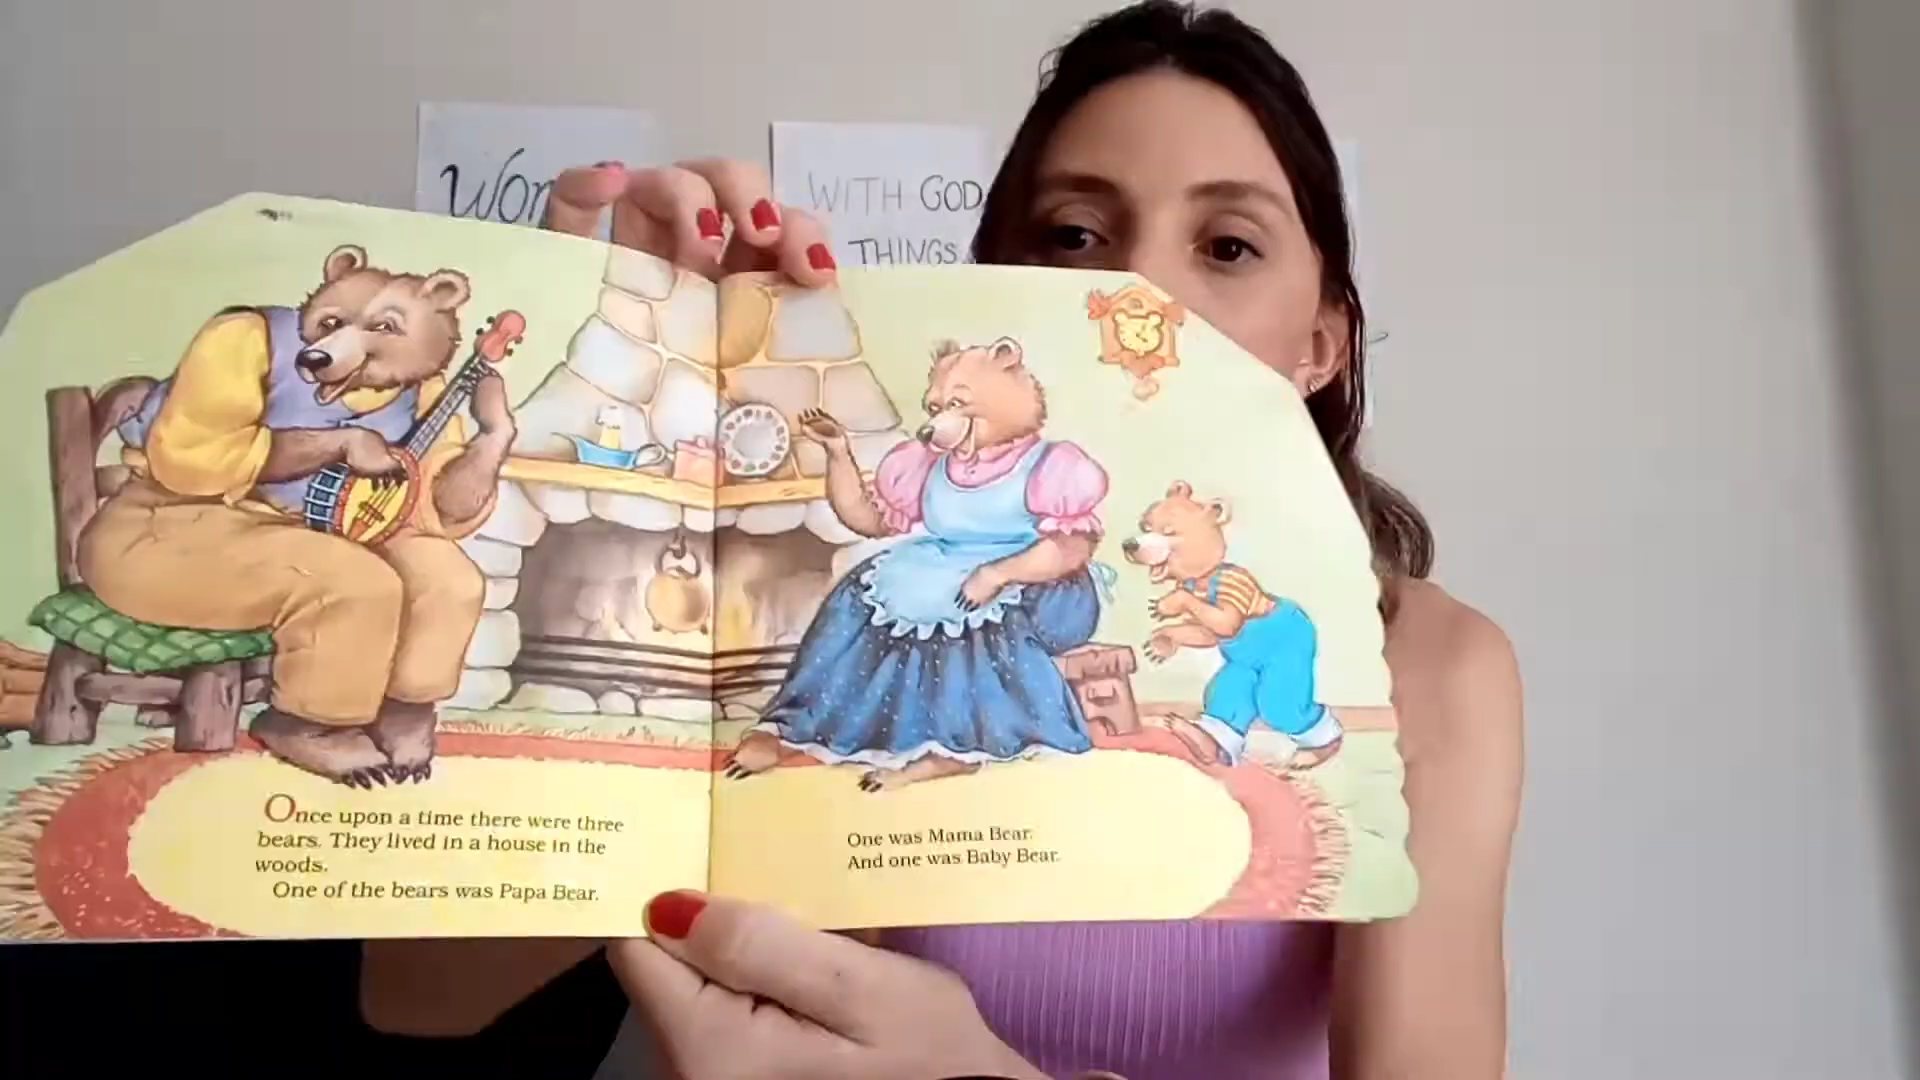 Wor
WITH GOD
THINGS
Once upon a time there were three
bears. They lived in a house in the
woods.
One of the bears was Papa Bear.
One was Mama Bear.
And one was Baby Bear.